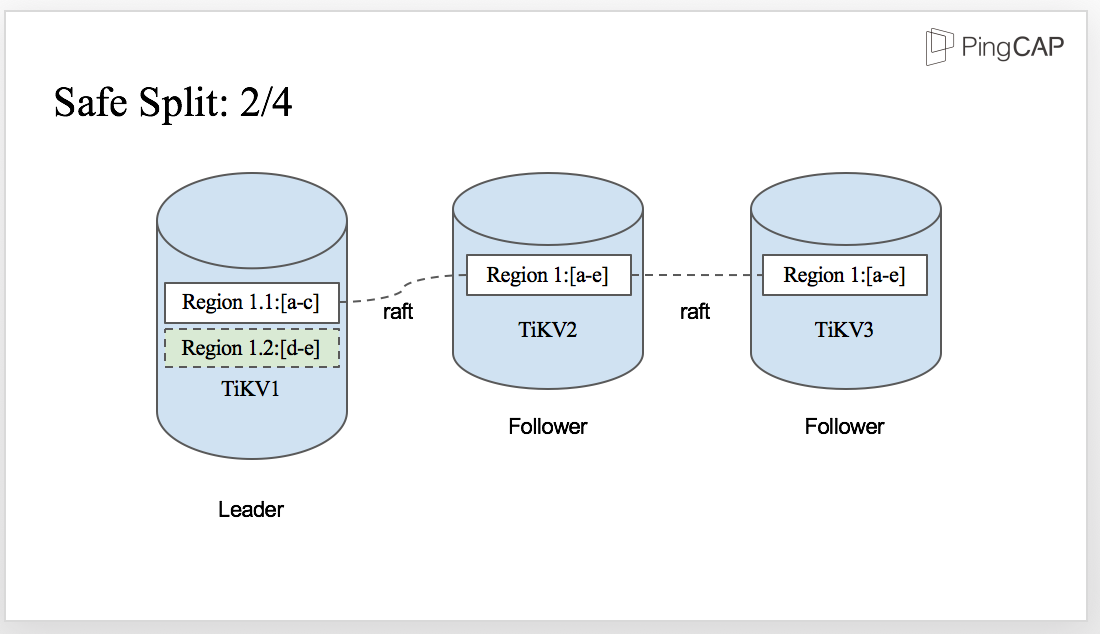 PingCAP
Safe Split: 2/4
Region 1.1:[a-c]
Region 1.2:[d-e]
TiKV1
Leader
raft
Region 1:[a-e]
TiKV2
Follower
raft
Region 1:[a-e]
TiKV3
Follower